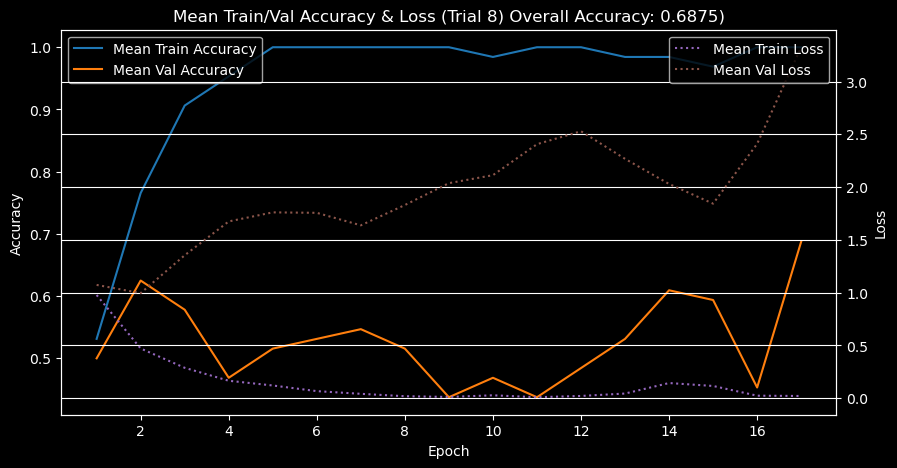 Mean Train/Val Accuracy & Loss (Trial 8) Overall Accuracy: 0.6875)
Mean Train Accuracy
Mean Val Accuracy
Mean Train Loss
Mean Val Loss
1.0
0.9
0.8
0.7
0.6
0.5
Accuracy
3.0
2.5
2.0
1.5
1.0
0.5
0.0
Loss
2 4 6 8 10 12 14 16
Epoch